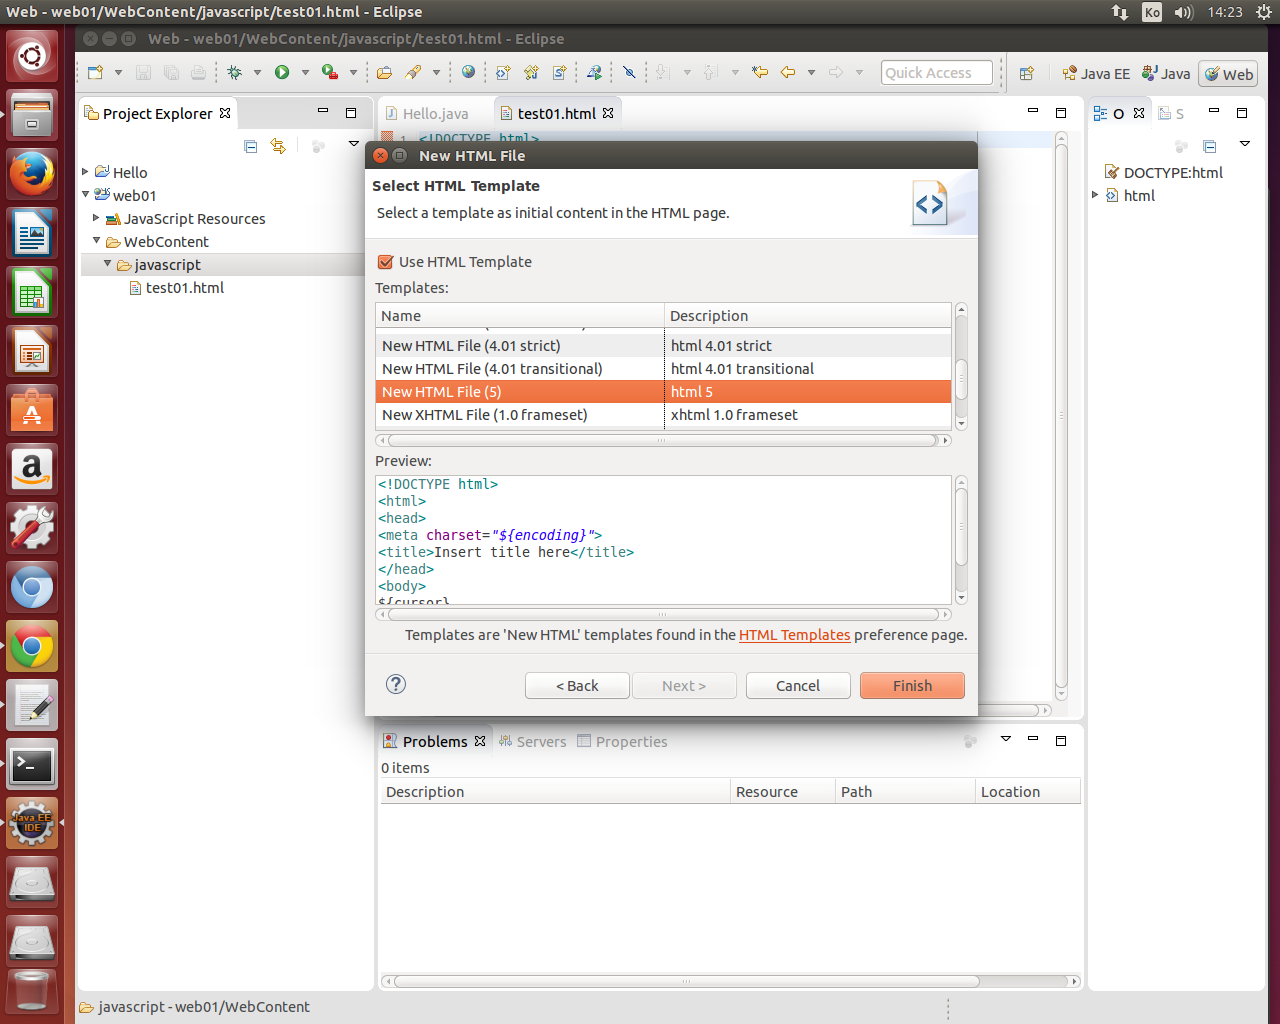 Web - web01/WebContent/javascript/test01.html - Eclipse
Ko
14:23
Web - web01/WebContent/javascript/test01.html - Eclipse
Quick Access
Java EE
Java
Web
Project Explorer
Hello.java
test01.html
O
S
1 <!DOCTYPE html>
Hello
web01
JavaScript Resources
WebContent
javascript
test01.html
DOCTYPE:html
html
New HTML File
Select HTML Template
Select a template as initial content in the HTML page.
Use HTML Template
Templates:
Name Description
New HTML File (4.01 strict) html 4.01 strict
New HTML File (4.01 transitional) html 4.01 transitional
New HTML File (5) html 5
New XHTML File (1.0 frameset) xhtml 1.0 frameset
Preview:
<!DOCTYPE html>
<html>
<head>
<meta charset="${encoding}">
<title>Insert title here</title>
</head>
<body>
${cursor}
Templates are 'New HTML' templates found in the HTML Templates preference page.
< Back
Next >
Cancel
Finish
Problems
Servers
Properties
0 items
Description Resource Path Location
Java EE
IDE
javascript - web01/WebContent